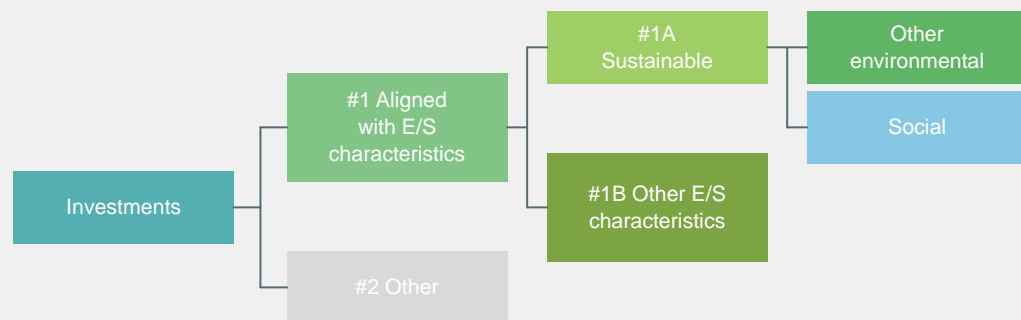 Investments
#1 Aligned
with E/S
characteristics
#2 Other
#1A
Sustainable
#1B Other E/S
characteristics
Other
environmental
Social